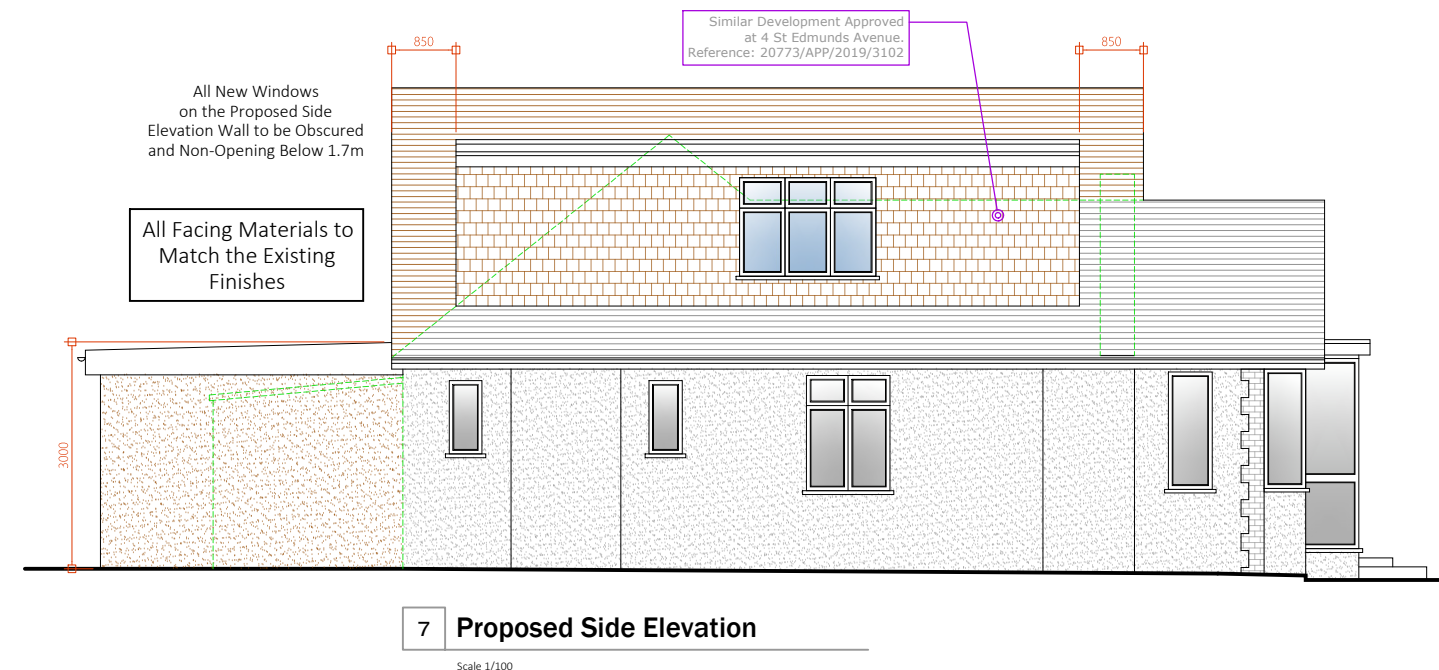 Similar Development Approved
at 4 St Edmunds Avenue.
Reference: 20773/APP/2019/3102
850
850
All New Windows
on the Proposed Side
Elevation Wall to be Obscured
and Non-Opening Below 1.7m
All Facing Materials to
Match the Existing
Finishes
3000
7 Proposed Side Elevation
Scale 1/100